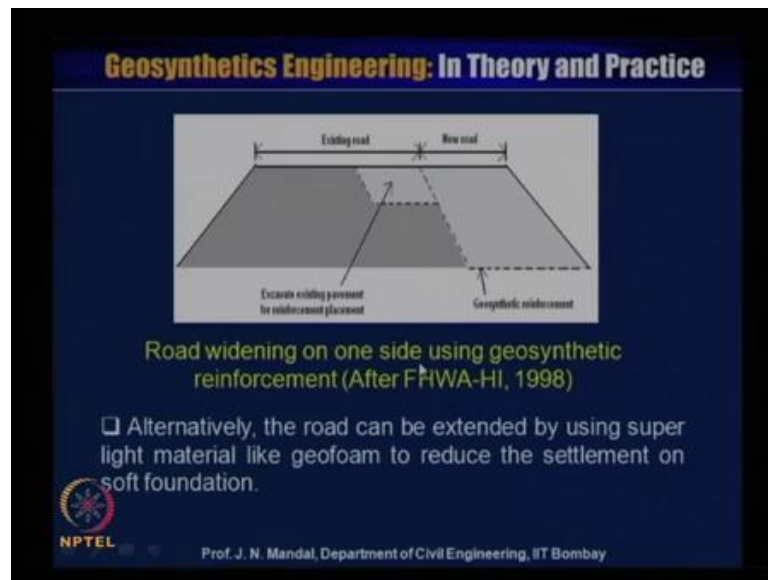 Geosynthetics Engineering: In Theory and Practice
Existing road
New road
Excavate existing pavement
for reinforcement placement
Geosynthetic reinforcement
Road widening on one side using geosynthetic
reinforcement (After FHWA-HI, 1998)
❑ Alternatively, the road can be extended by using super
light material like geofoam to reduce the settlement on
soft foundation.
NPTEL
Prof. J. N. Mandal, Department of Civil Engineering, IIT Bombay